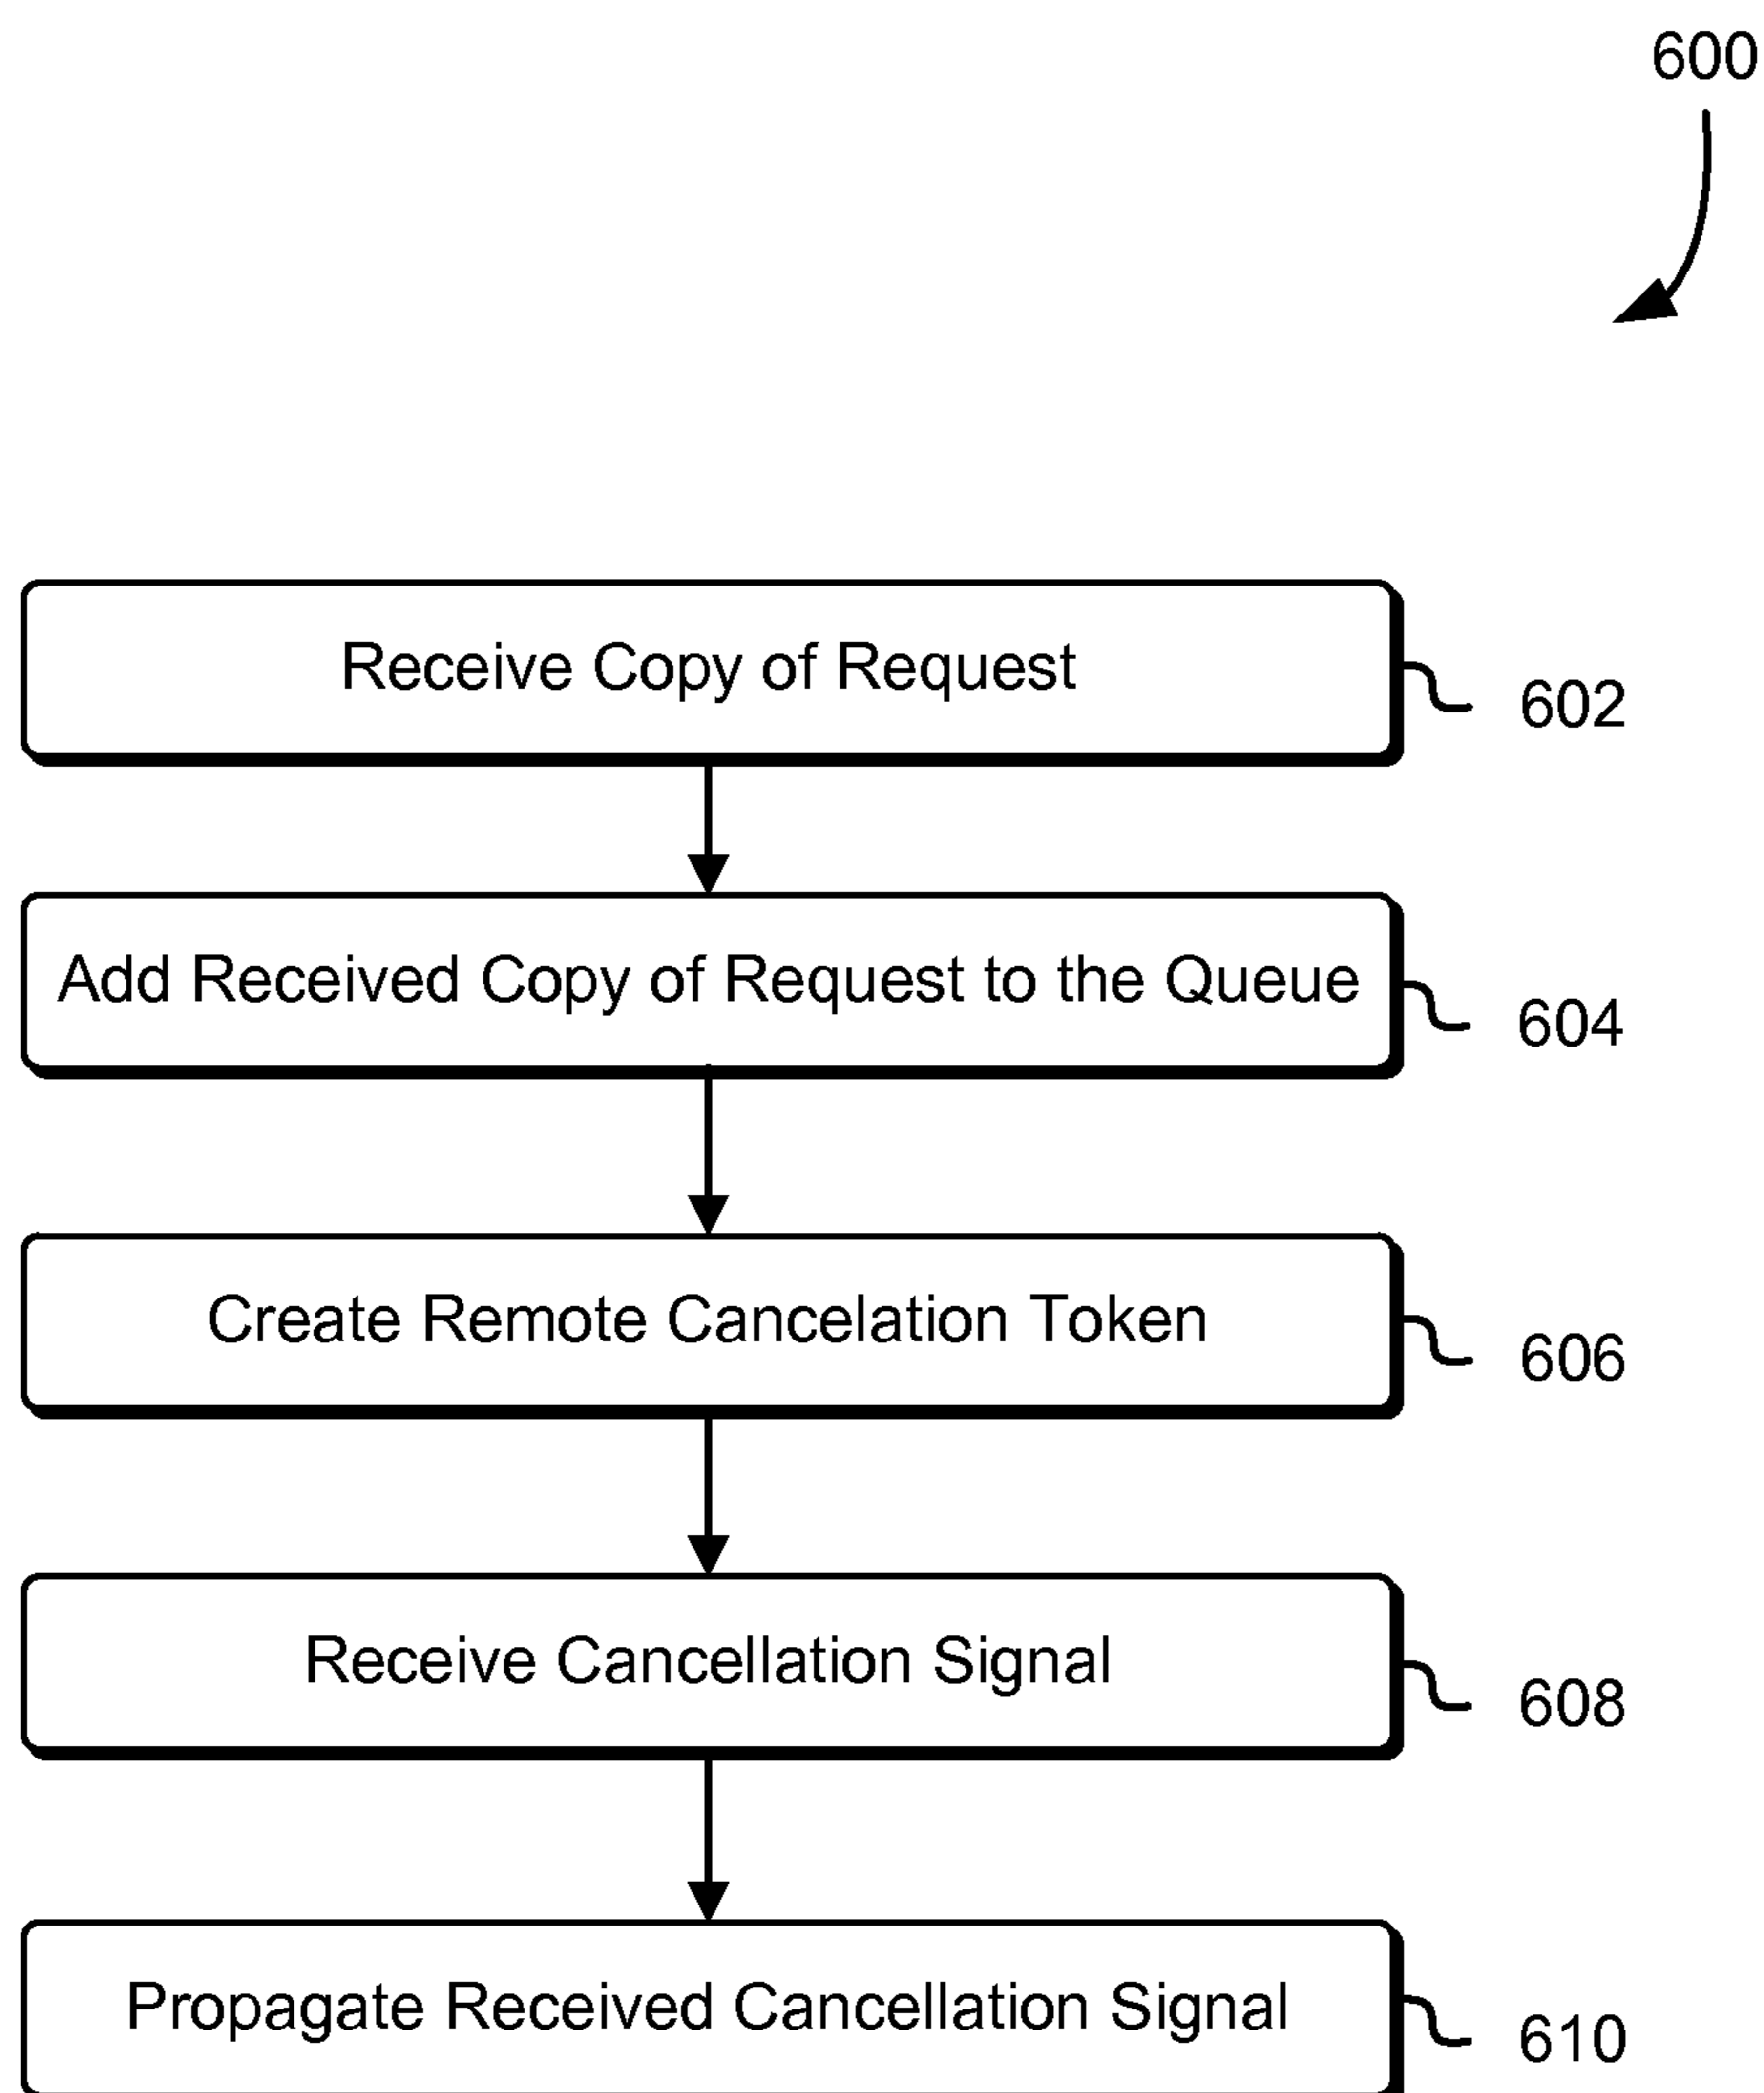 600
Receive Copy of Request
602
Add Received Copy of Request to the Queue
604
Create Remote Cancelation Token
606
Receive Cancellation Signal
608
Propagate Received Cancellation Signal
610